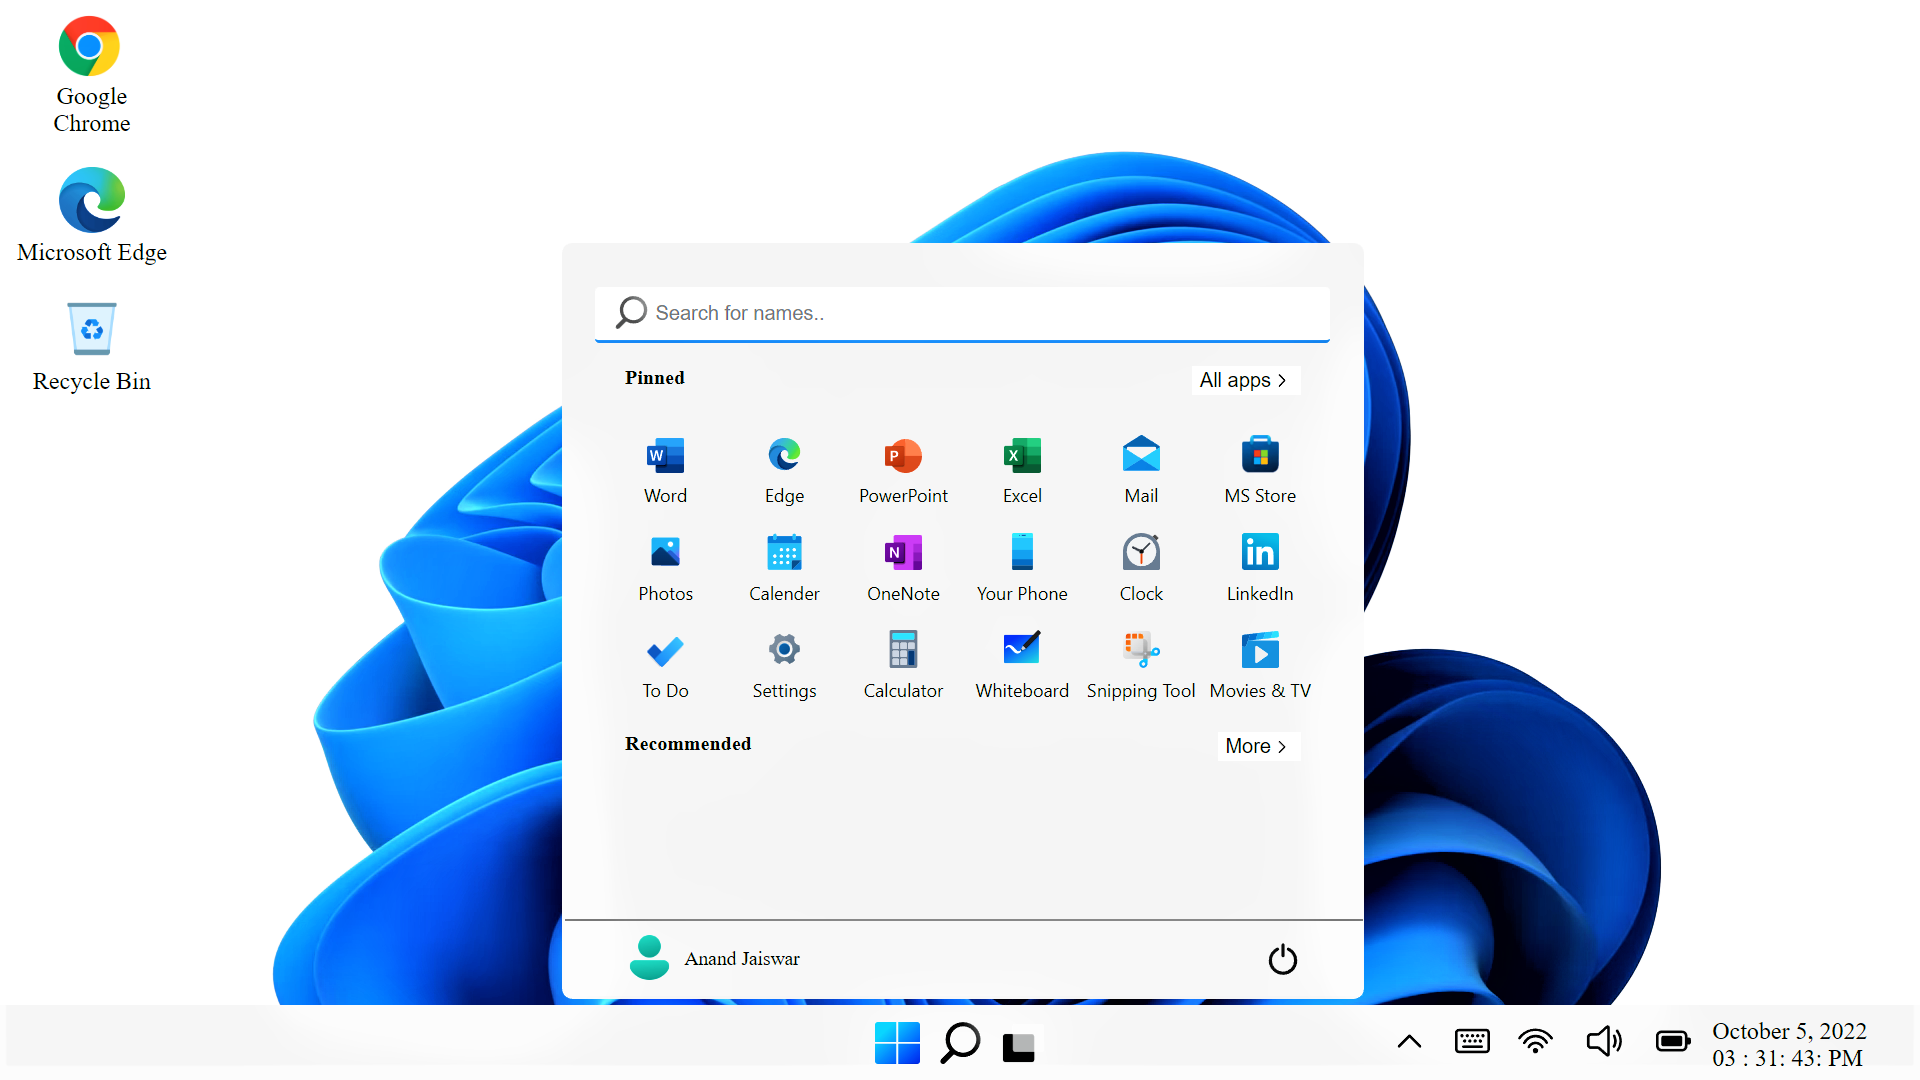 Google
Chrome
Microsoft Edge
Recycle Bin
Search for names..
Pinned
All apps
Word
Edge
PowerPoint
Excel
Mail
MS Store
Photos
Calender
OneNote
Your Phone
Clock
LinkedIn
To Do
Settings
Calculator
Whiteboard
Snipping Tool
Movies & TV
Recommended
More
Anand Jaiswar
October 5, 2022
03 : 31: 43: PM